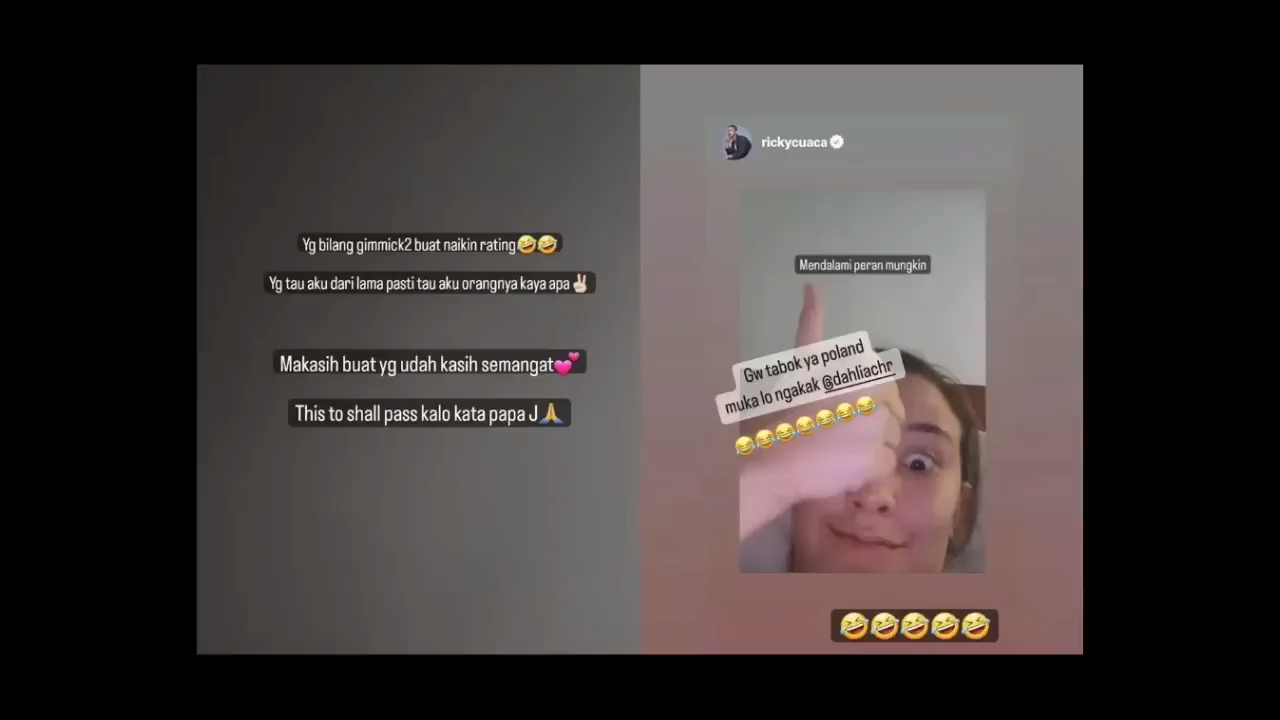 Yg bilang gimmick2 buat naikin rating🤣🤣
Yg tau aku dari lama pasti tau aku orangnya kaya apa✌🏻
Makasih buat yg udah kasih semangat💕
This to shall pass kalo kata papa J🙏
rickycuaca
Mendalami peran mungkin
Gw tabok ya poland
muka lo ngakak @dahliachr
😂😂😂😂😂😂😂
🤣🤣🤣🤣🤣